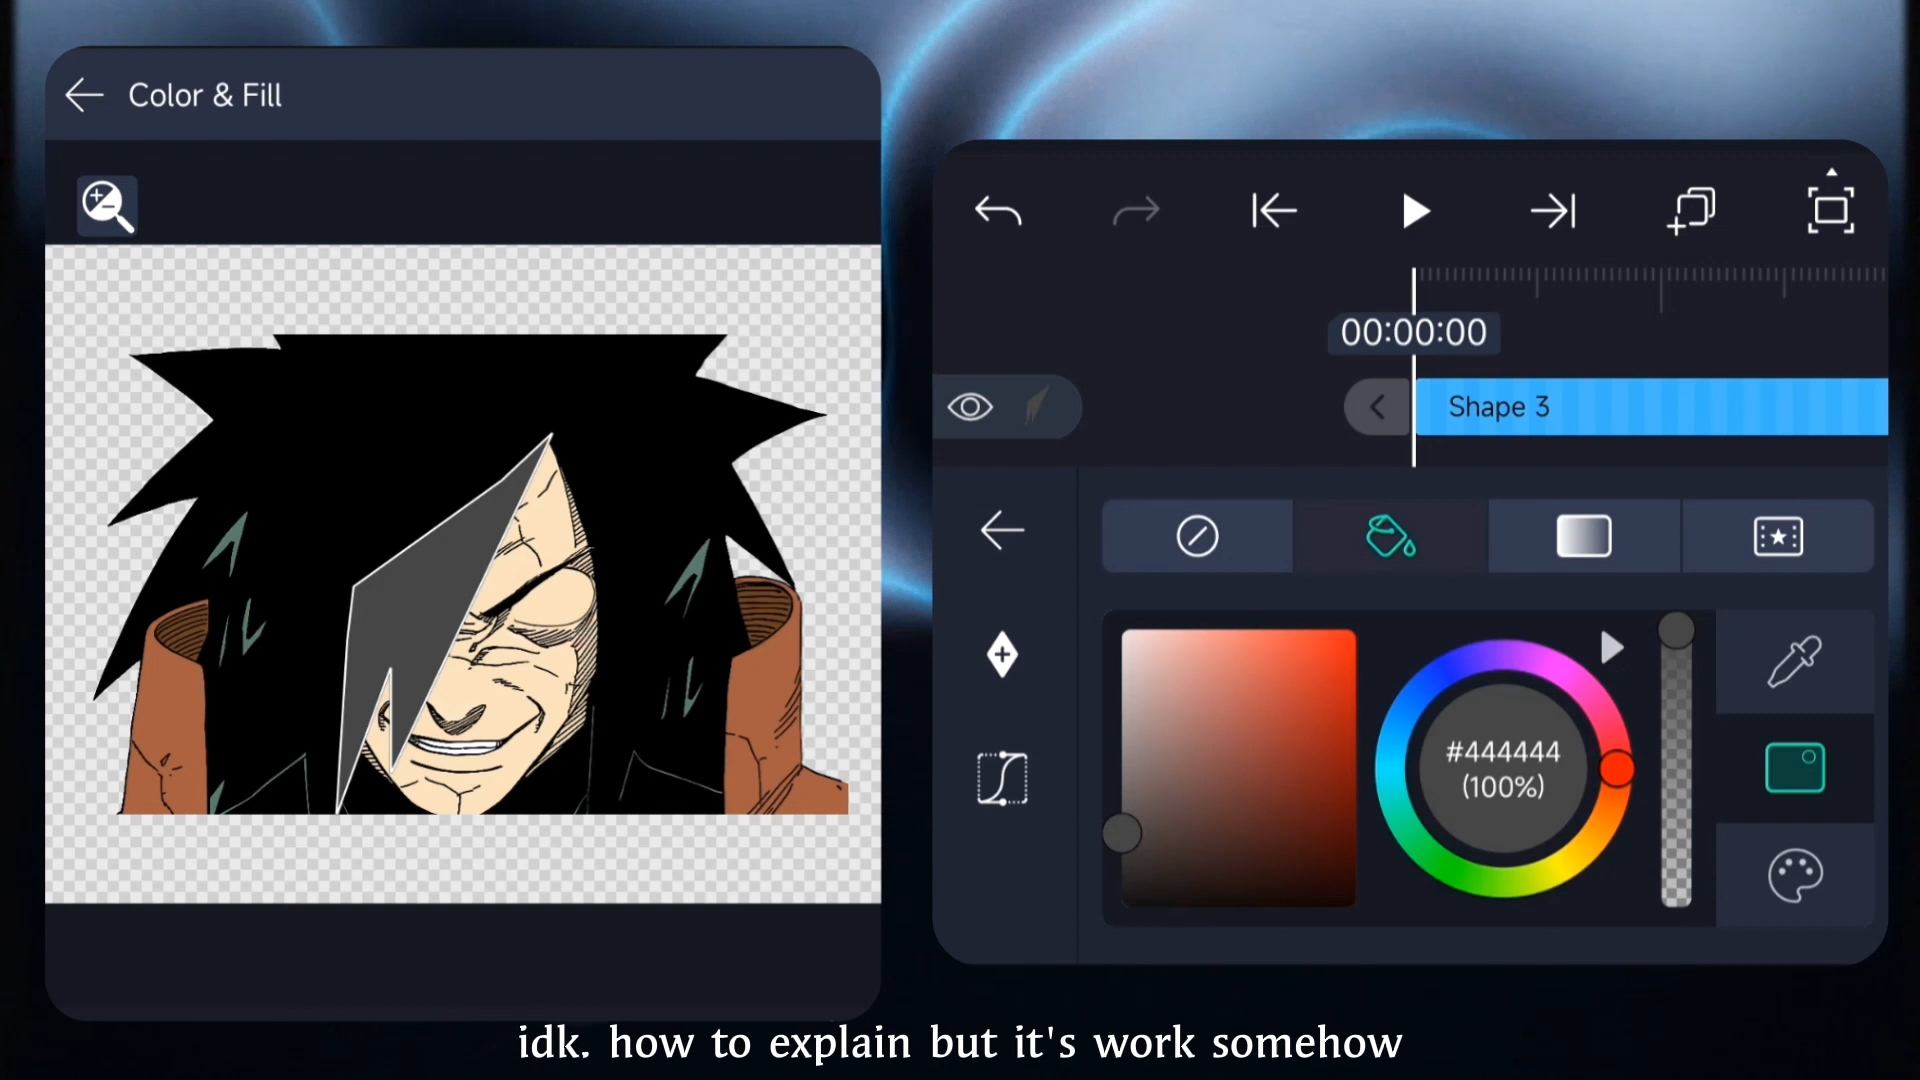 Color & Fill
00:00:00
Shape 3
#444444
(100%)
idk. how to explain but it's work somehow